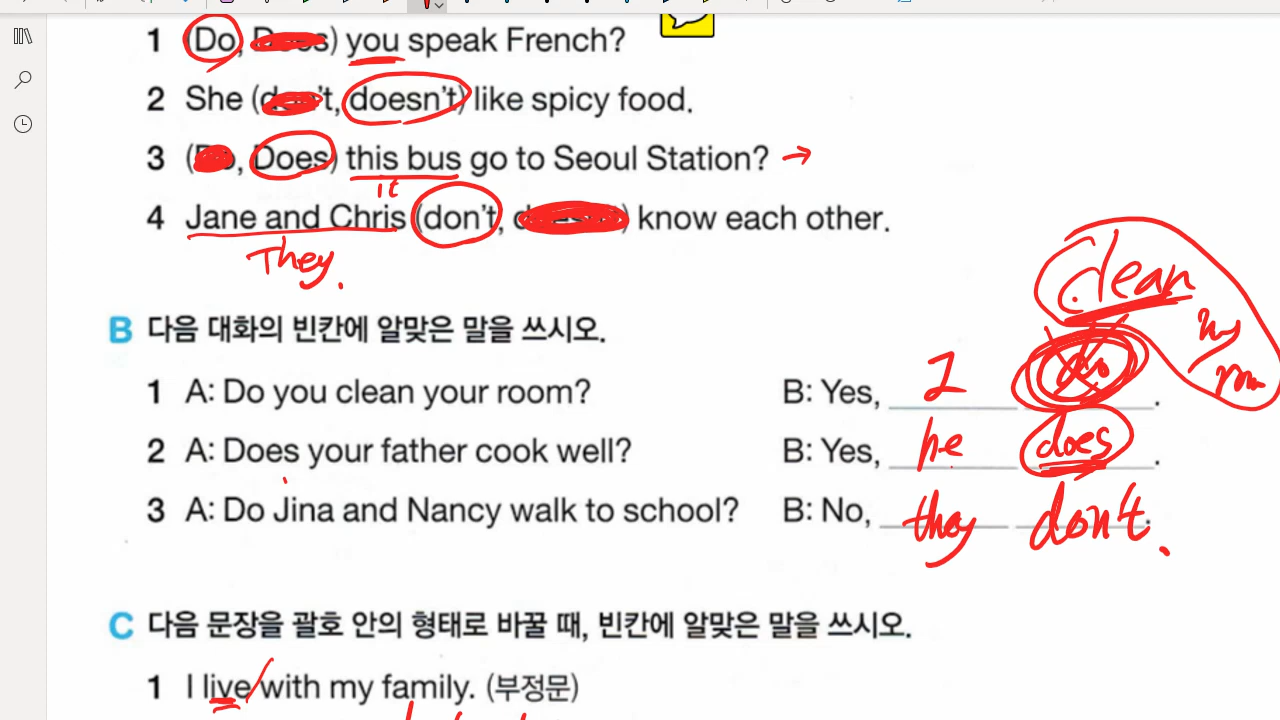 1 (Do, Does) you speak French?
2 She (don't, doesn't) like spicy food.
3 (Do, Does) this bus go to Seoul Station? →
it
4 Jane and Chris (don't, doesn't) know each other.
They.
clean
my
room
B 다음 대화의 빈칸에 알맞은 말을 쓰시오.
1 A: Do you clean your room? B: Yes, I do.
2 A: Does your father cook well? B: Yes, he does.
3 A: Do Jina and Nancy walk to school? B: No, they don't.
C 다음 문장을 괄호 안의 형태로 바꿀 때, 빈칸에 알맞은 말을 쓰시오.
1 I live/with my family. (부정문)